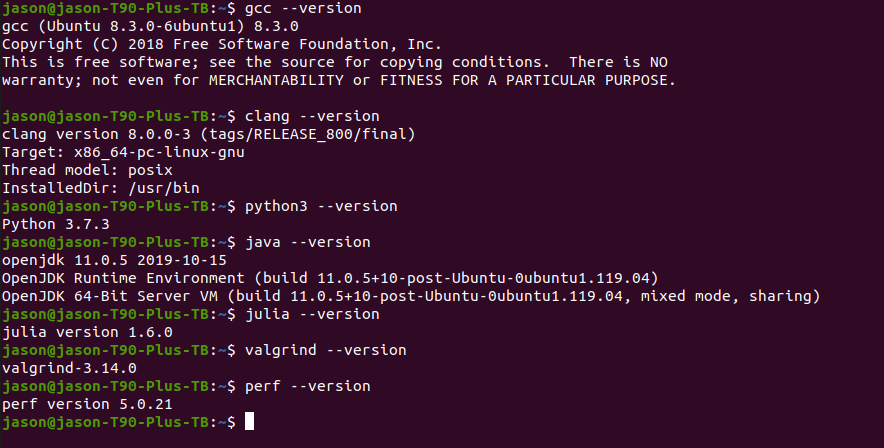 jason@jason-T90-Plus-TB:~$ gcc --version
gcc (Ubuntu 8.3.0-6ubuntu1) 8.3.0
Copyright (C) 2018 Free Software Foundation, Inc.
This is free software; see the source for copying conditions.  There is NO
warranty; not even for MERCHANTABILITY or FITNESS FOR A PARTICULAR PURPOSE.

jason@jason-T90-Plus-TB:~$ clang --version
clang version 8.0.0-3 (tags/RELEASE_800/final)
Target: x86_64-pc-linux-gnu
Thread model: posix
InstalledDir: /usr/bin
jason@jason-T90-Plus-TB:~$ python3 --version
Python 3.7.3
jason@jason-T90-Plus-TB:~$ java --version
openjdk 11.0.5 2019-10-15
OpenJDK Runtime Environment (build 11.0.5+10-post-Ubuntu-0ubuntu1.119.04)
OpenJDK 64-Bit Server VM (build 11.0.5+10-post-Ubuntu-0ubuntu1.119.04, mixed mode, sharing)
jason@jason-T90-Plus-TB:~$ julia --version
julia version 1.6.0
jason@jason-T90-Plus-TB:~$ valgrind --version
valgrind-3.14.0
jason@jason-T90-Plus-TB:~$ perf --version
perf version 5.0.21
jason@jason-T90-Plus-TB:~$